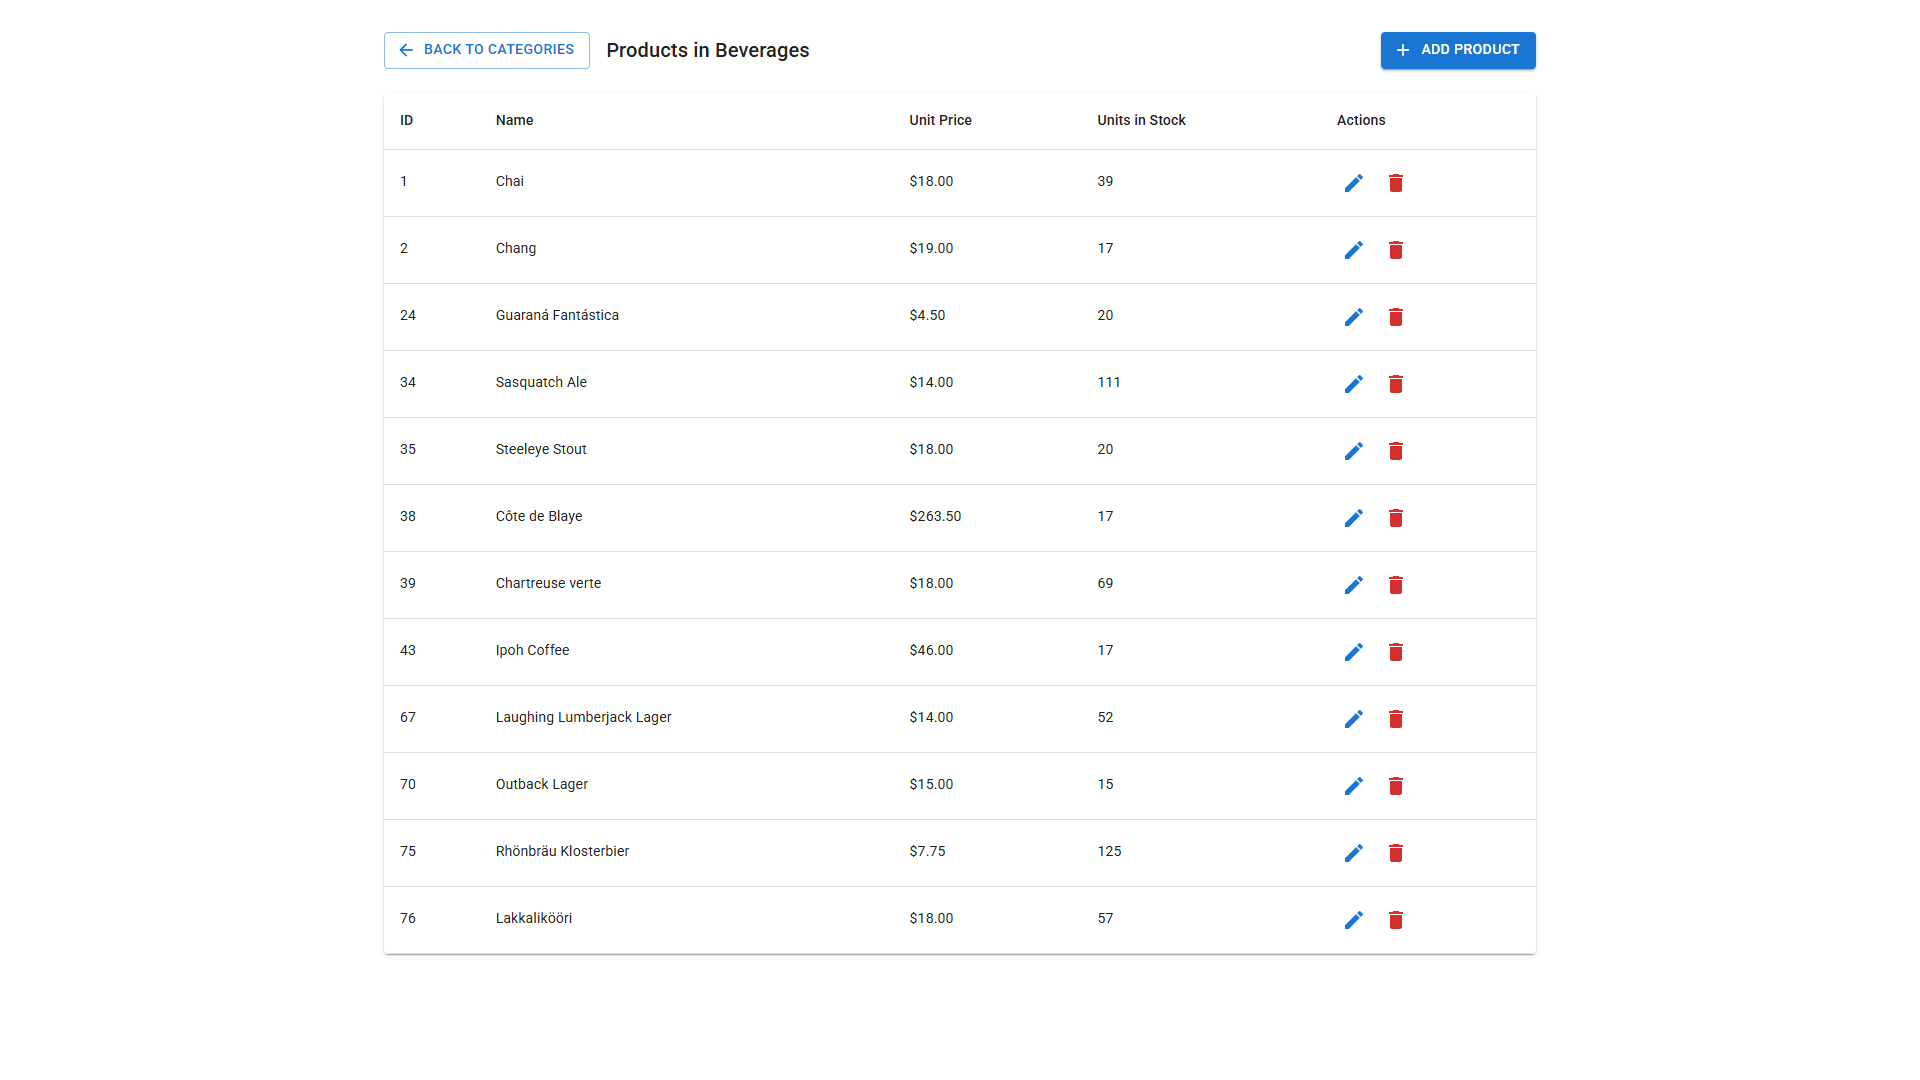 BACK TO CATEGORIES Products in Beverages ADD PRODUCT
ID Name Unit Price Units in Stock Actions
1 Chai $18.00 39
2 Chang $19.00 17
24 Guaraná Fantástica $4.50 20
34 Sasquatch Ale $14.00 111
35 Steeleye Stout $18.00 20
38 Côte de Blaye $263.50 17
39 Chartreuse verte $18.00 69
43 Ipoh Coffee $46.00 17
67 Laughing Lumberjack Lager $14.00 52
70 Outback Lager $15.00 15
75 Rhönbräu Klosterbier $7.75 125
76 Lakkalikööri $18.00 57